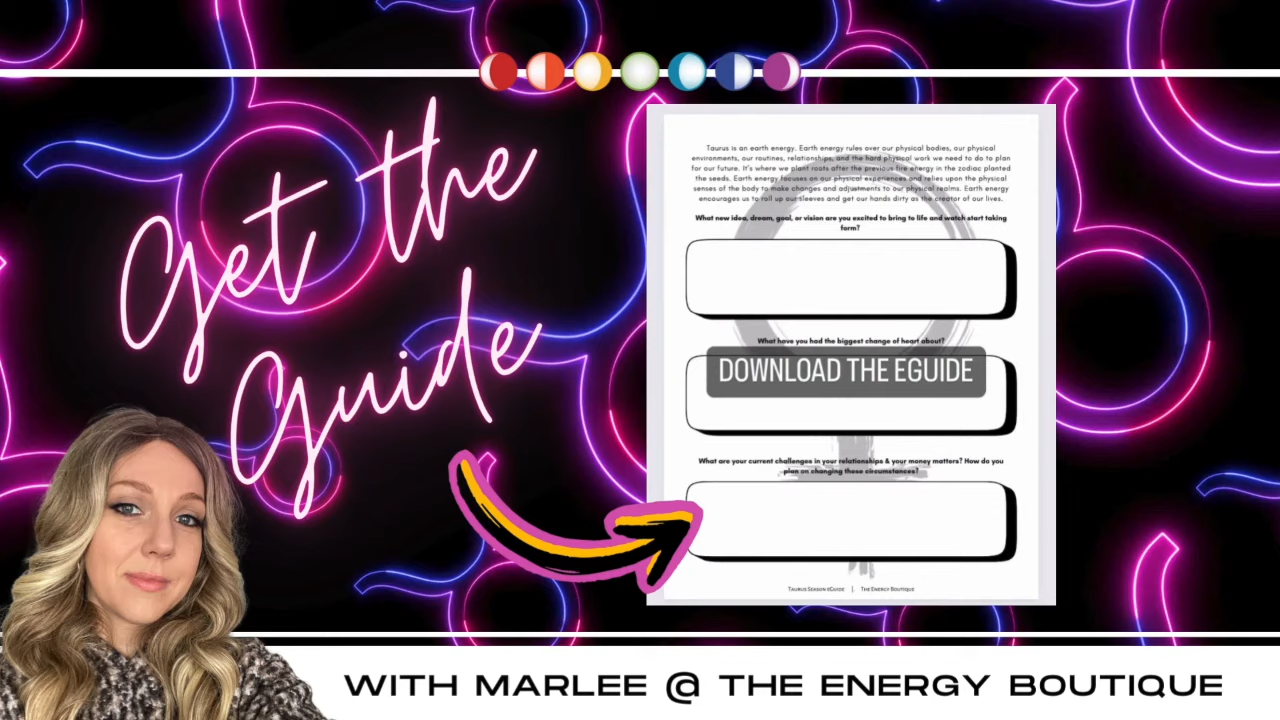 Get the
Guide
Taurus is an earth energy. Earth energy rules over our physical bodies, our physical
environments, our routines, relationships, and the hard physical work we need to do to plan
for our future. It's where we plant roots after the previous fire energy in the zodiac planted
the seeds. Earth energy focuses on our physical experiences and relies upon the physical
senses of the body to make changes and adjustments to our physical realms. Earth energy
encourages us to roll up our sleeves and get our hands dirty as the creator of our lives.
What new idea, dream, goal, or vision are you excited to bring to life and watch start taking
form?
What have you had the biggest change of heart about?
DOWNLOAD THE EGUIDE
What are your current challenges in your relationships & your money matters? How do you
plan on changing these circumstances?
Taurus Season eGuide | The Energy Boutique
WITH MARLEE @ THE ENERGY BOUTIQUE